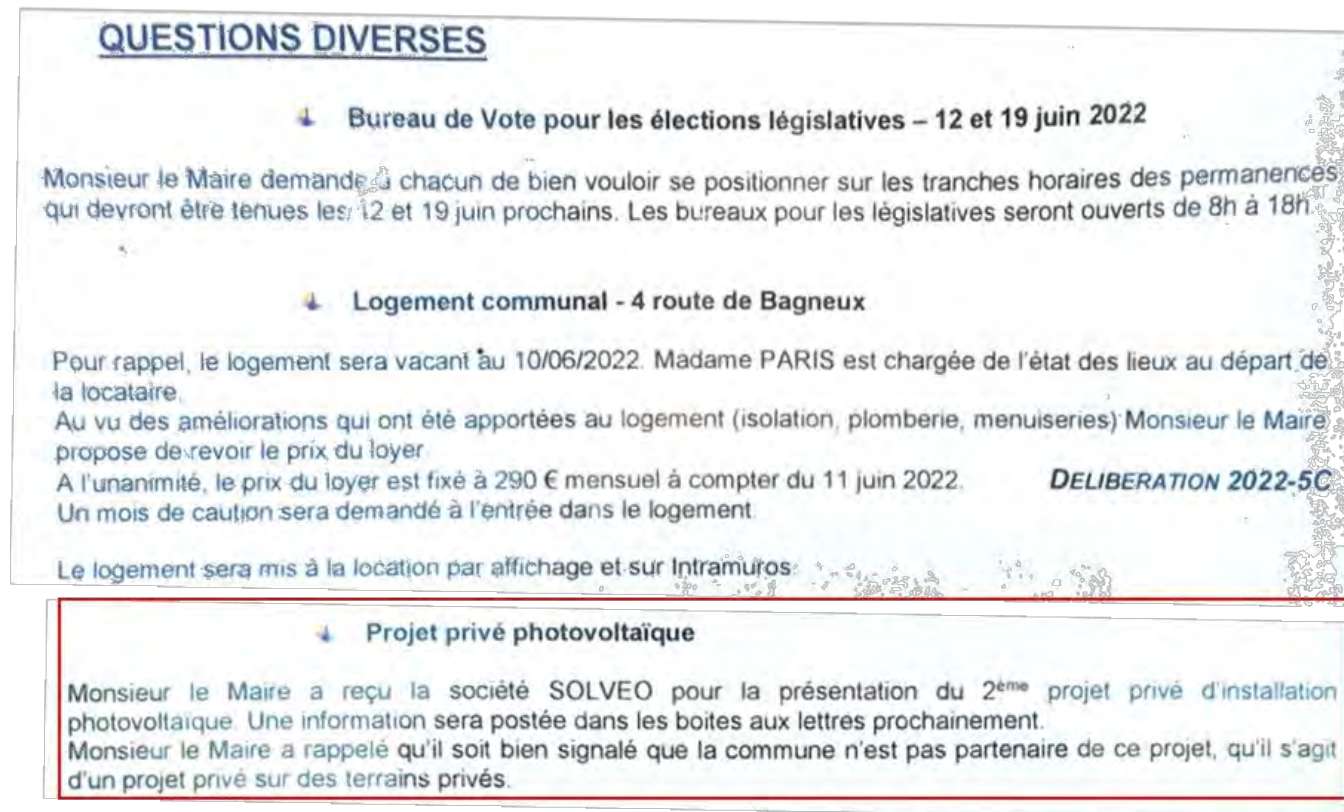 QUESTIONS DIVERSES
Bureau de Vote pour les élections législatives – 12 et 19 juin 2022
Monsieur le Maire demande à chacun de bien vouloir se positionner sur les tranches horaires des permanences
qui devront être tenues les 12 et 19 juin prochains. Les bureaux pour les législatives seront ouverts de 8h à 18h.
Logement communal - 4 route de Bagneux
Pour rappel, le logement sera vacant au 10/06/2022. Madame PARIS est chargée de l'état des lieux au départ de
la locataire.
Au vu des améliorations qui ont été apportées au logement (isolation, plomberie, menuiseries) Monsieur le Maire
propose de revoir le prix du loyer.
A l'unanimité, le prix du loyer est fixé à 290 € mensuel à compter du 11 juin 2022. DELIBERATION 2022-5C
Un mois de caution sera demandé à l'entrée dans le logement.
Le logement sera mis à la location par affichage et sur Intramuros.
Projet privé photovoltaïque
Monsieur le Maire a reçu la société SOLVEO pour la présentation du 2ème projet privé d'installation
photovoltaïque. Une information sera postée dans les boites aux lettres prochainement.
Monsieur le Maire a rappelé qu'il soit bien signalé que la commune n'est pas partenaire de ce projet, qu'il s'agit
d'un projet privé sur des terrains privés.